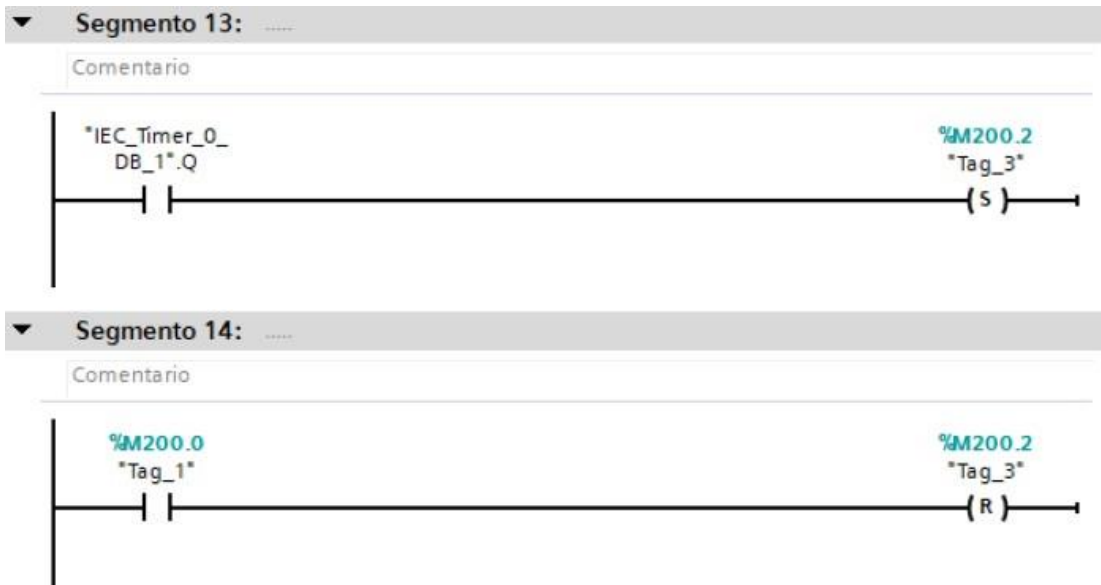 Segmento 13: .....
Comentario
"IEC_Timer_0_
DB_1".Q
%M200.2
"Tag_3"
( S )
Segmento 14: .....
Comentario
%M200.0
"Tag_1"
%M200.2
"Tag_3"
( R )